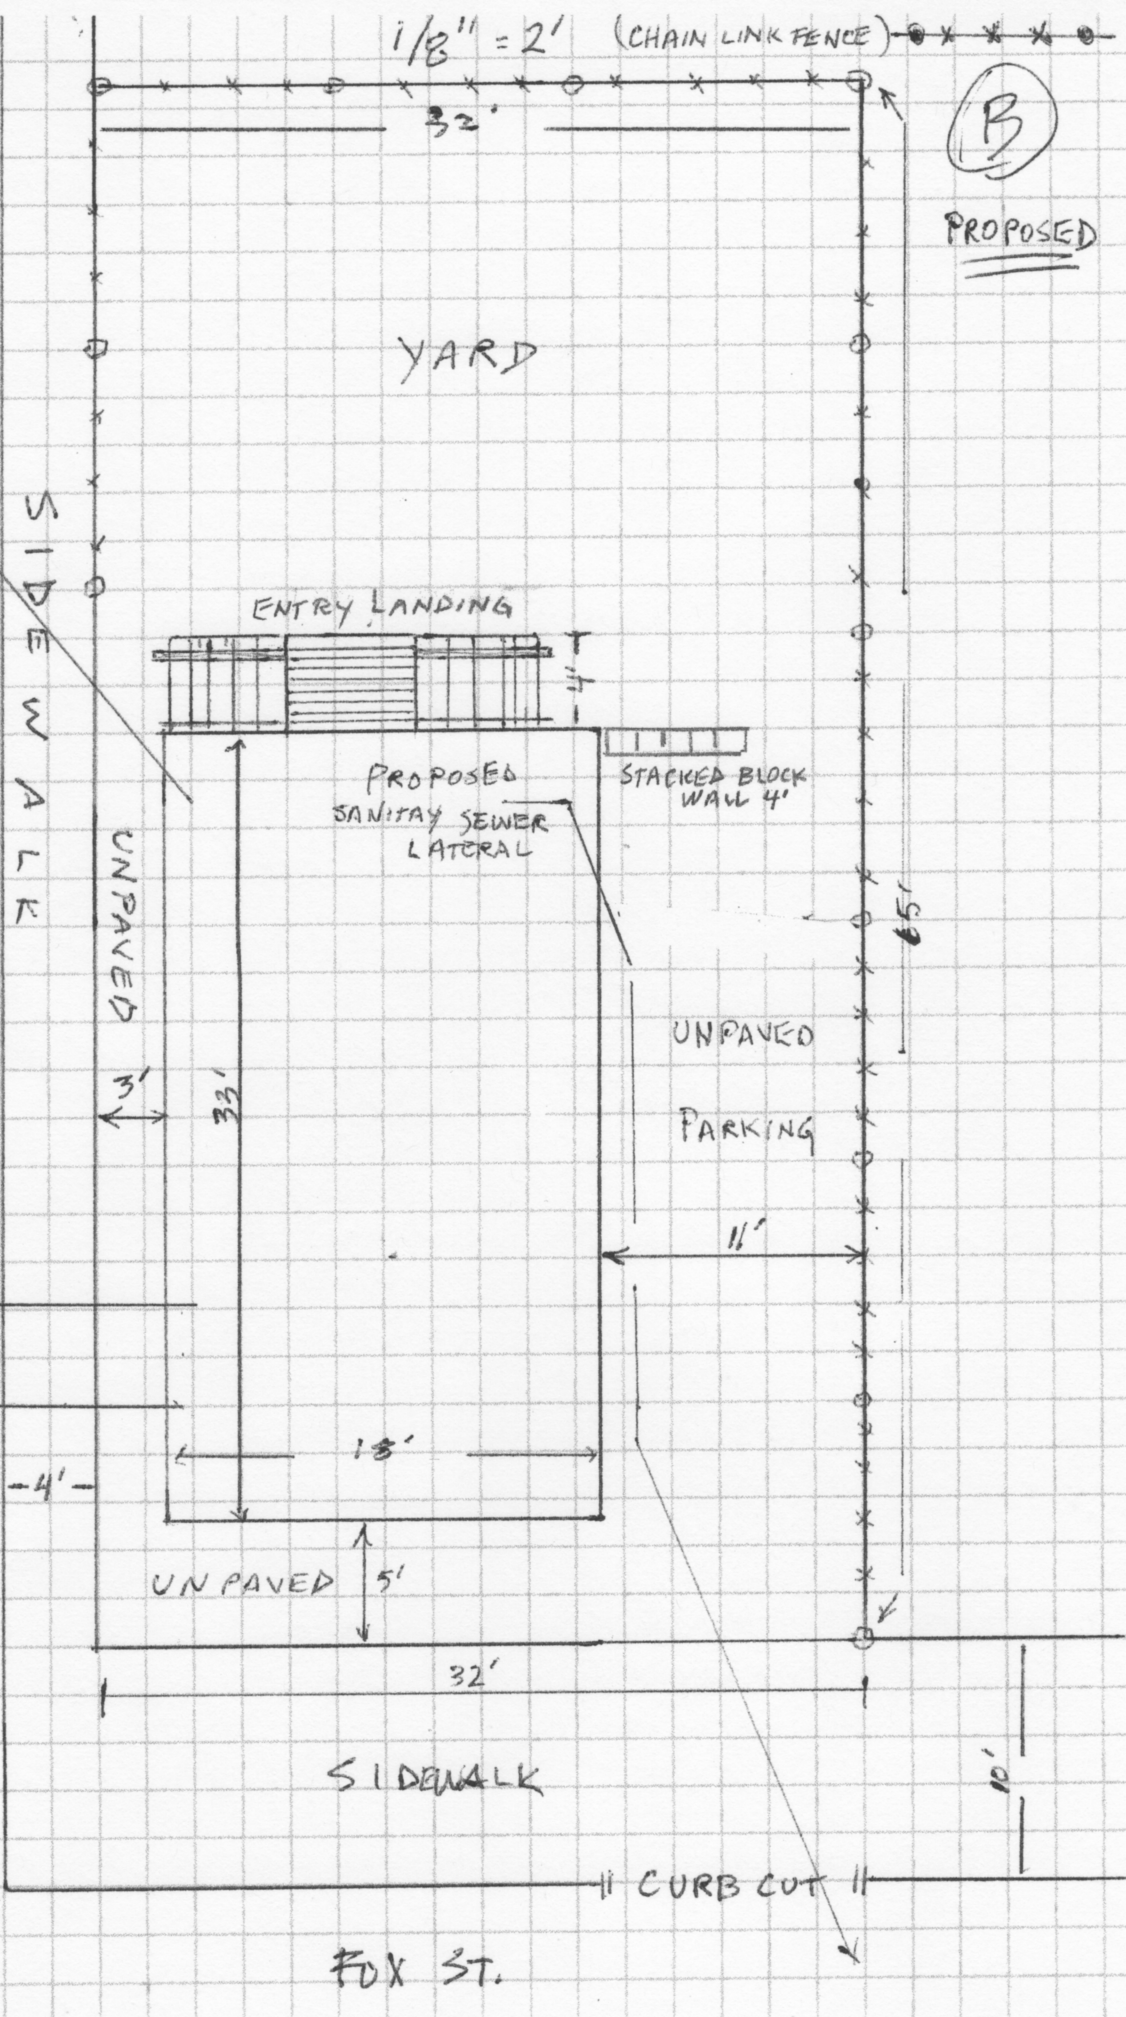 1/8" = 2' (CHAIN LINK FENCE)
32'
B
PROPOSED
YARD
SIDEWALK
ENTRY LANDING
4'
PROPOSED
SANITAY SEWER
LATERAL
STACKED BLOCK
WALL 4'
UNPAVED
65'
UNPAVED
PARKING
3'
33'
11'
18'
-4'-
UNPAVED
5'
32'
SIDEWALK
10'
CURB CUT
FOX ST.